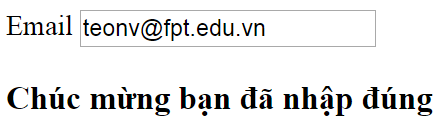 Email teonv@fpt.edu.vn
Chúc mừng bạn đã nhập đúng